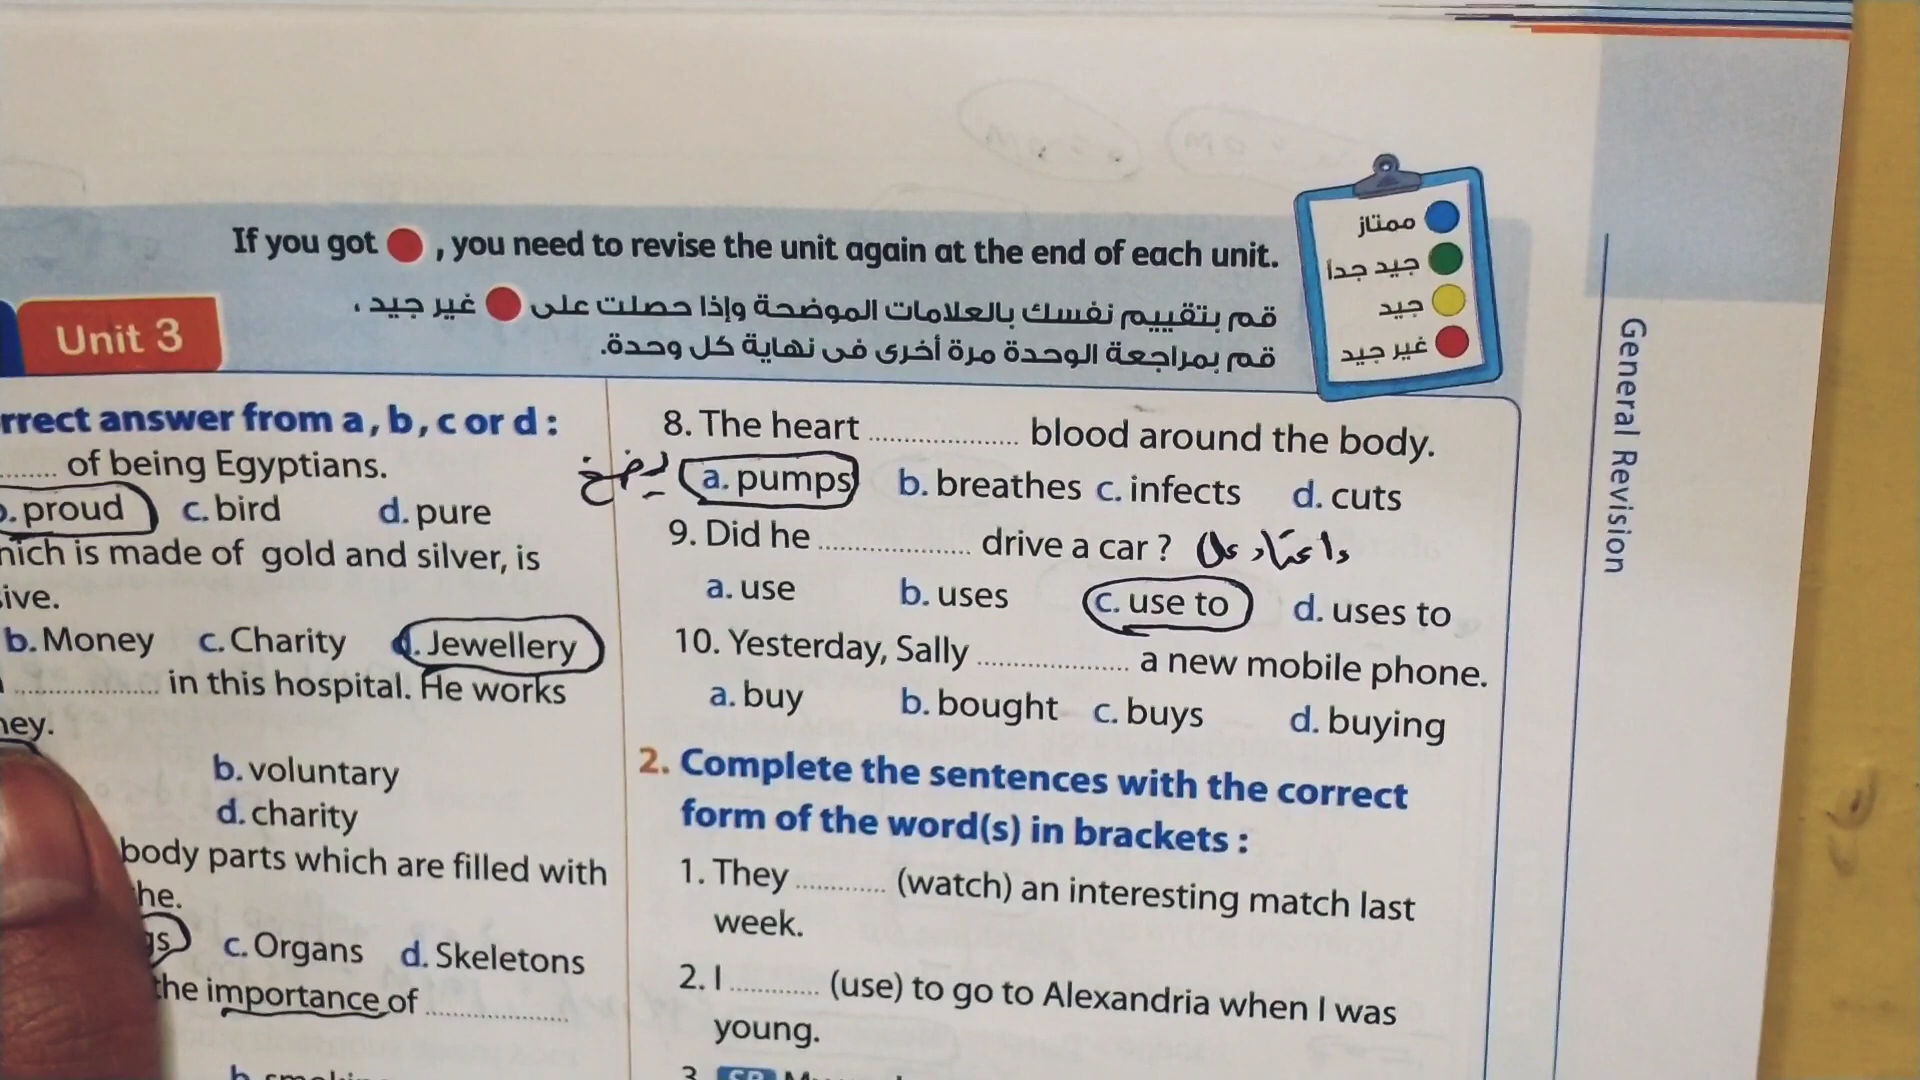 If you got , you need to revise the unit again at the end of each unit.
قم بتقييم نفسك بالعلامات الموضحة وإذا حصلت على غير جيد ،
قم بمراجعة الوحدة مرة أخرى فى نهاية كل وحدة.
ممتاز
جيد جداً
جيد
غير جيد
General Revision
Unit 3
rrect answer from a, b, c or d :
........ of being Egyptians.
proud c. bird d. pure
hich is made of gold and silver, is
ive.
b. Money c. Charity d. Jewellery
.................... in this hospital. He works
ney.
b. voluntary
d. charity
body parts which are filled with
he.
gs c. Organs d. Skeletons
the importance of ....................
8. The heart .................... blood around the body.
يضخ a. pumps b. breathes c. infects d. cuts
9. Did he .................... drive a car ?
a. use b. uses c. use to d. uses to
10. Yesterday, Sally .................... a new mobile phone.
a. buy b. bought c. buys d. buying
2. Complete the sentences with the correct
form of the word(s) in brackets :
1. They ............ (watch) an interesting match last
week.
2. I ............ (use) to go to Alexandria when I was
young.
3